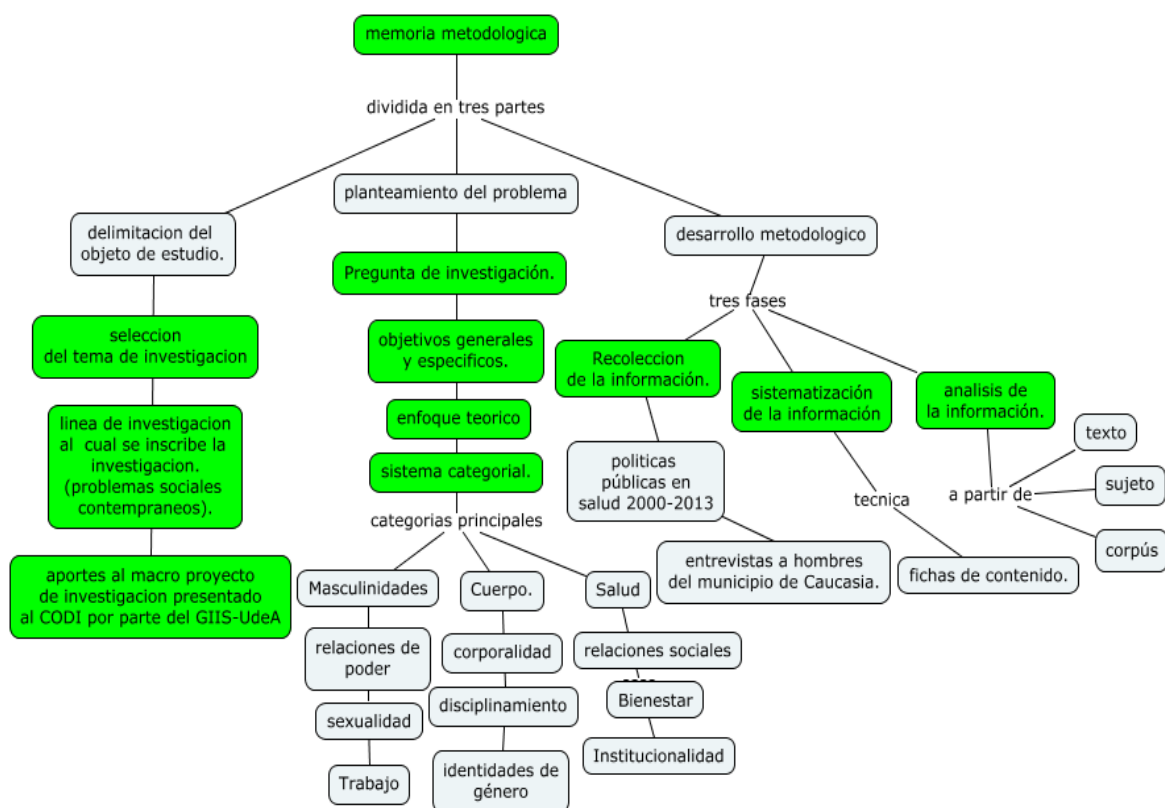 memoria metodologica
dividida en tres partes
delimitacion del
objeto de estudio.
seleccion
del tema de investigacion
linea de investigacion
al cual se inscribe la
investigacion.
(problemas sociales
contempraneos).
aportes al macro proyecto
de investigacion presentado
al CODI por parte del GIIS-UdeA
planteamiento del problema
Pregunta de investigación.
objetivos generales
y especificos.
enfoque teorico
sistema categorial.
categorias principales
Masculinidades
relaciones de
poder
sexualidad
Trabajo
Cuerpo.
corporalidad
disciplinamiento
identidades de
género
Salud
relaciones sociales
Bienestar
Institucionalidad
desarrollo metodologico
tres fases
Recoleccion
de la información.
politicas
públicas en
salud 2000-2013
entrevistas a hombres
del municipio de Caucasia.
sistematización
de la información
tecnica
fichas de contenido.
analisis de
la información.
a partir de
texto
sujeto
corpús